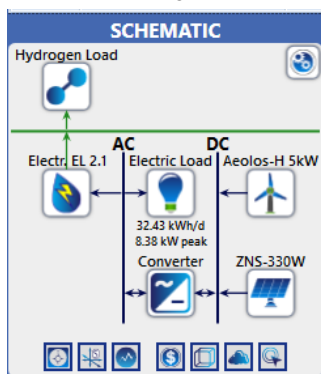 SCHEMATIC
Hydrogen Load
AC DC
Electr. EL 2.1 Electric Load Aeolos-H 5kW
32.43 kWh/d
8.38 kW peak
Converter ZNS-330W